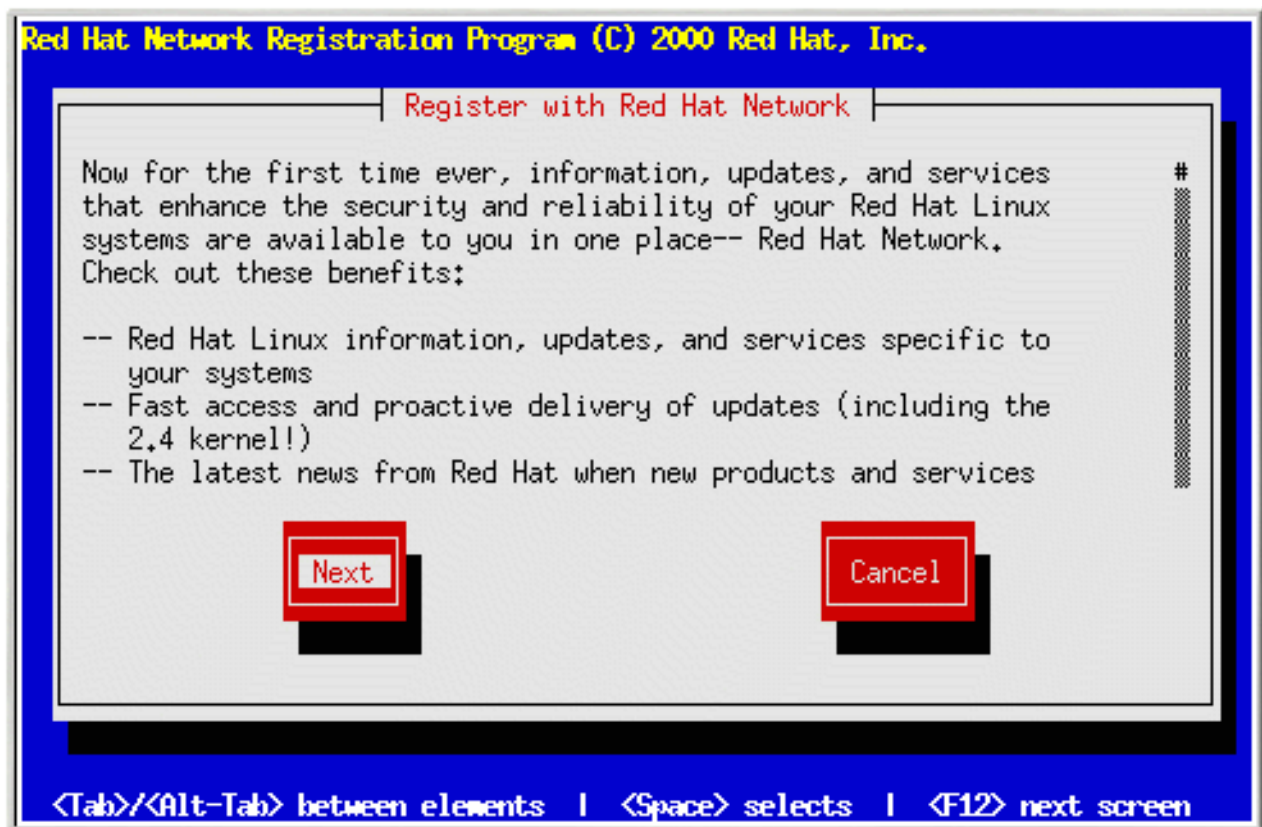 Red Hat Network Registration Program (C) 2000 Red Hat, Inc.
Register with Red Hat Network
Now for the first time ever, information, updates, and services
that enhance the security and reliability of your Red Hat Linux
systems are available to you in one place-- Red Hat Network.
Check out these benefits:
-- Red Hat Linux information, updates, and services specific to
your systems
-- Fast access and proactive delivery of updates (including the
2.4 kernel!)
-- The latest news from Red Hat when new products and services
#
Next
Cancel
<Tab>/<Alt-Tab> between elements | <Space> selects | <F12> next screen